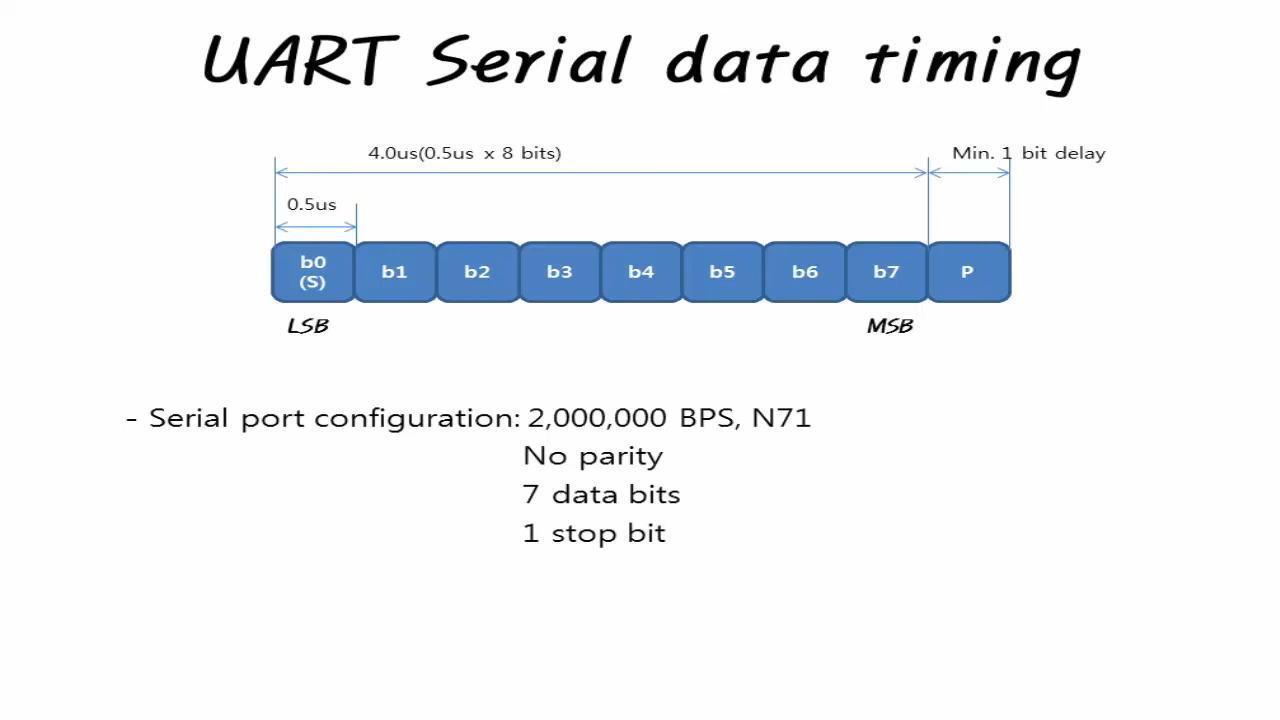 UART Serial data timing
4.0us(0.5us x 8 bits)
Min. 1 bit delay
0.5us
b0
(S)
b1
b2
b3
b4
b5
b6
b7
P
LSB
MSB
- Serial port configuration: 2,000,000 BPS, N71
No parity
7 data bits
1 stop bit